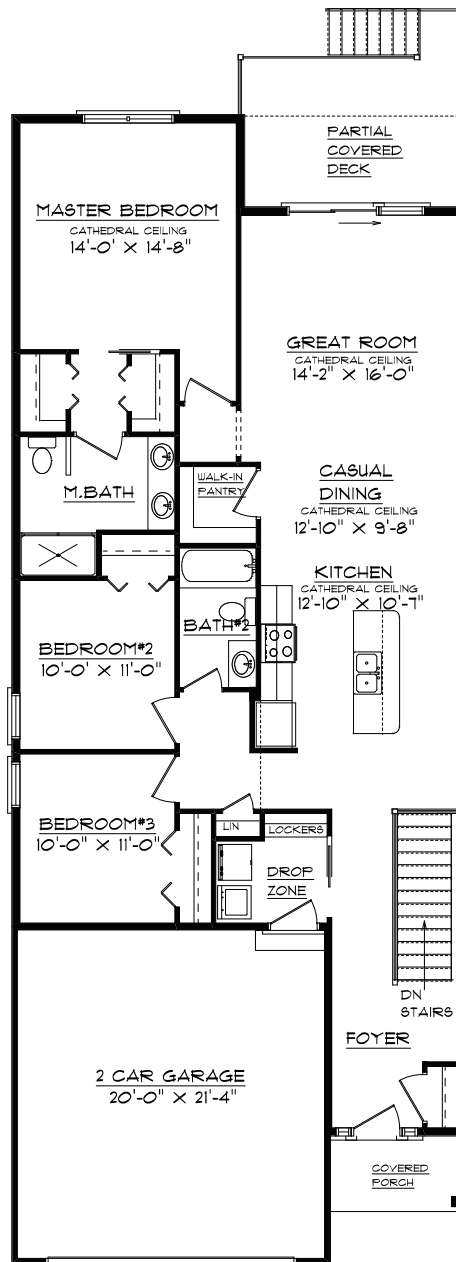 PARTIAL
COVERED
DECK
MASTER BEDROOM
CATHEDRAL CEILING
14'-0" X 14'-8"
GREAT ROOM
CATHEDRAL CEILING
14'-2" X 16'-0"
WALK-IN
PANTRY
CASUAL
DINING
CATHEDRAL CEILING
12'-10" X 9'-8"
M.BATH
KITCHEN
CATHEDRAL CEILING
12'-10" X 10'-7"
BATH#2
BEDROOM#2
10'-0" X 11'-0"
BEDROOM#3
10'-0" X 11'-0"
LIN
LOCKERS
DROP
ZONE
DN
STAIRS
FOYER
2 CAR GARAGE
20'-0" X 21'-4"
COVERED
PORCH